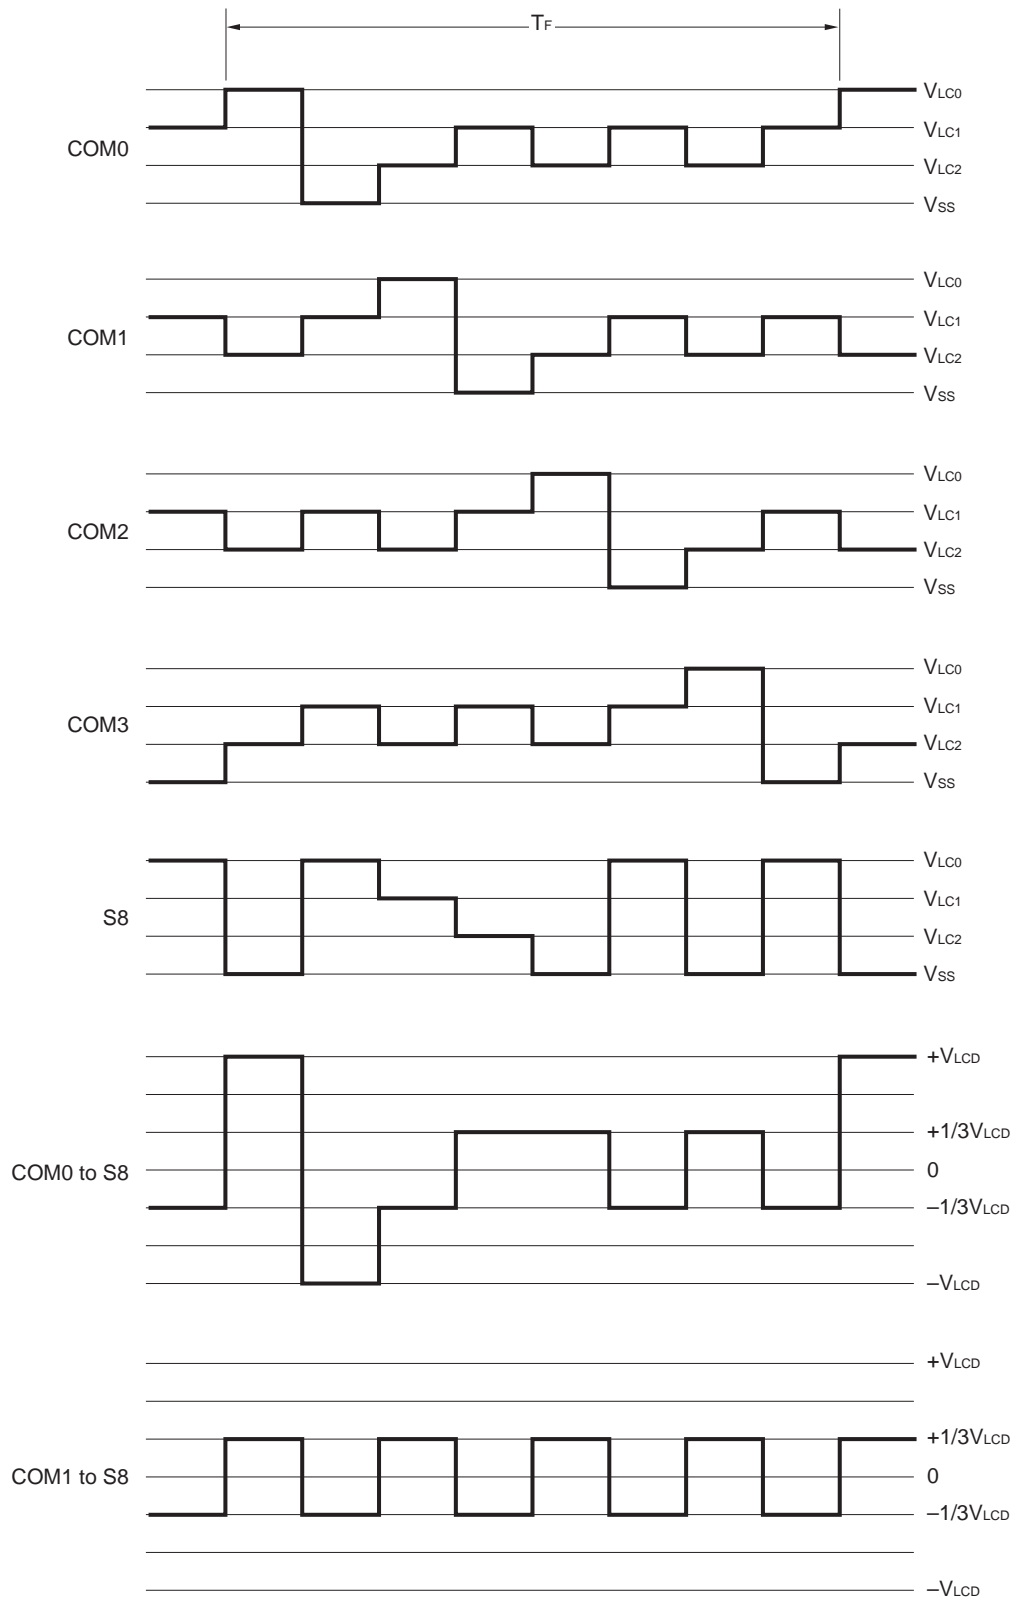 TF
COM0
VLC0
VLC1
VLC2
VSS
COM1
VLC0
VLC1
VLC2
VSS
COM2
VLC0
VLC1
VLC2
VSS
COM3
VLC0
VLC1
VLC2
VSS
S8
VLC0
VLC1
VLC2
VSS
COM0 to S8
+VLCD
+1/3VLCD
0
–1/3VLCD
–VLCD
COM1 to S8
+VLCD
+1/3VLCD
0
–1/3VLCD
–VLCD